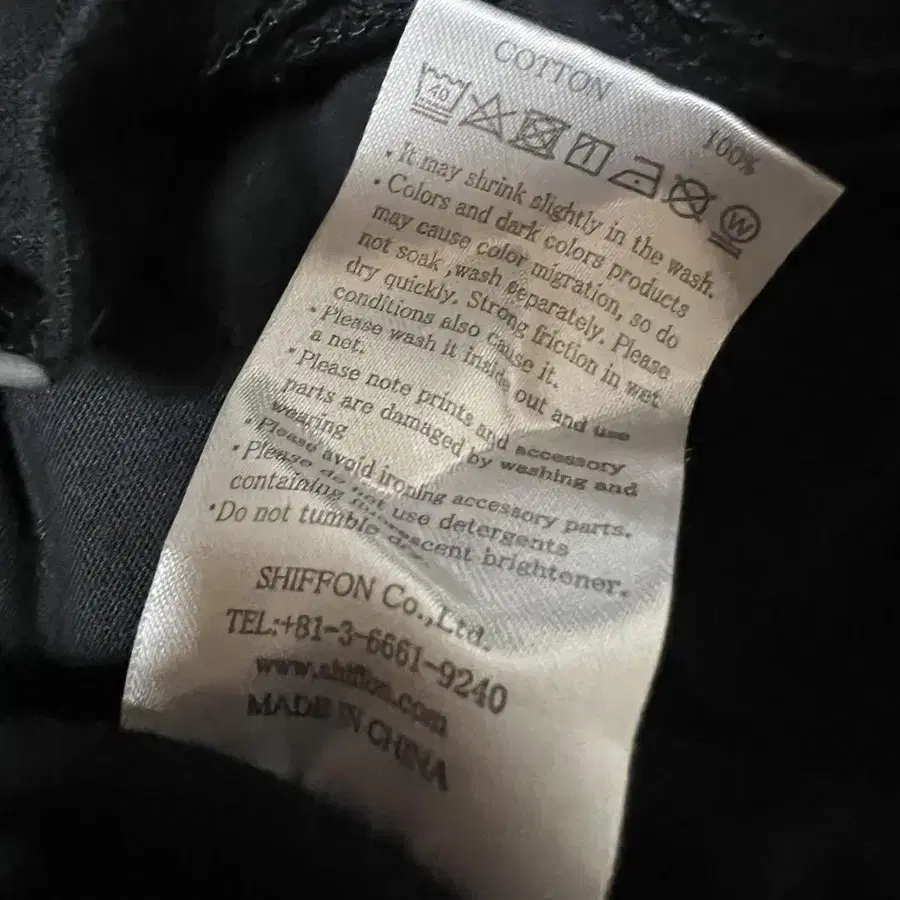 COTTON 100%
40
W
·It may shrink slightly in the wash.
·Colors and dark colors products
may cause color migration, so do
not soak ,wash separately. Please
dry quickly. Strong friction in wet
conditions also cause it.
·Please wash it inside out and use
a net.
·Please note prints and accessory
parts are damaged by washing and
wearing
·Please avoid ironing accessory parts.
·Please do not use detergents
containing fluorescent brightener.
·Do not tumble dry.
SHIFFON Co.,Ltd.
TEL:+81-3-6661-9240
www.shiffon.com
MADE IN CHINA